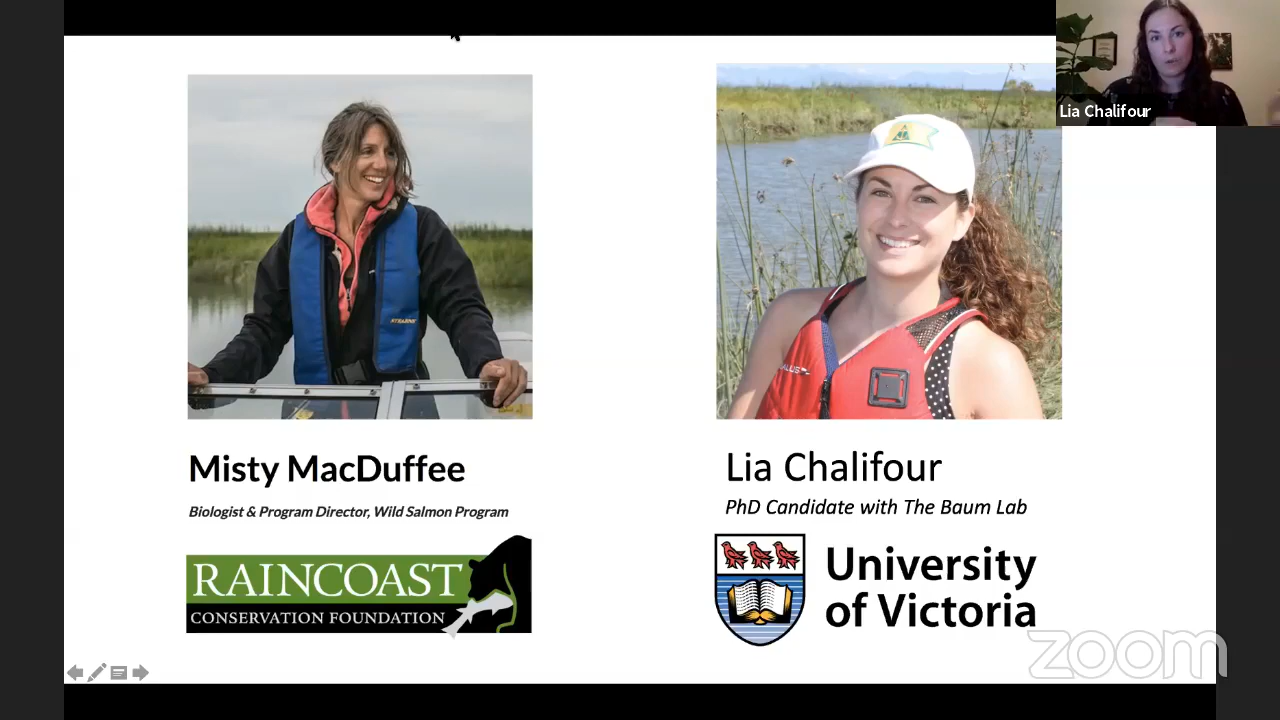 Lia Chalifour
STEARNS
Misty MacDuffee
Biologist & Program Director, Wild Salmon Program
RAINCOAST
CONSERVATION FOUNDATION
Lia Chalifour
PhD Candidate with The Baum Lab
University
of Victoria
zoom